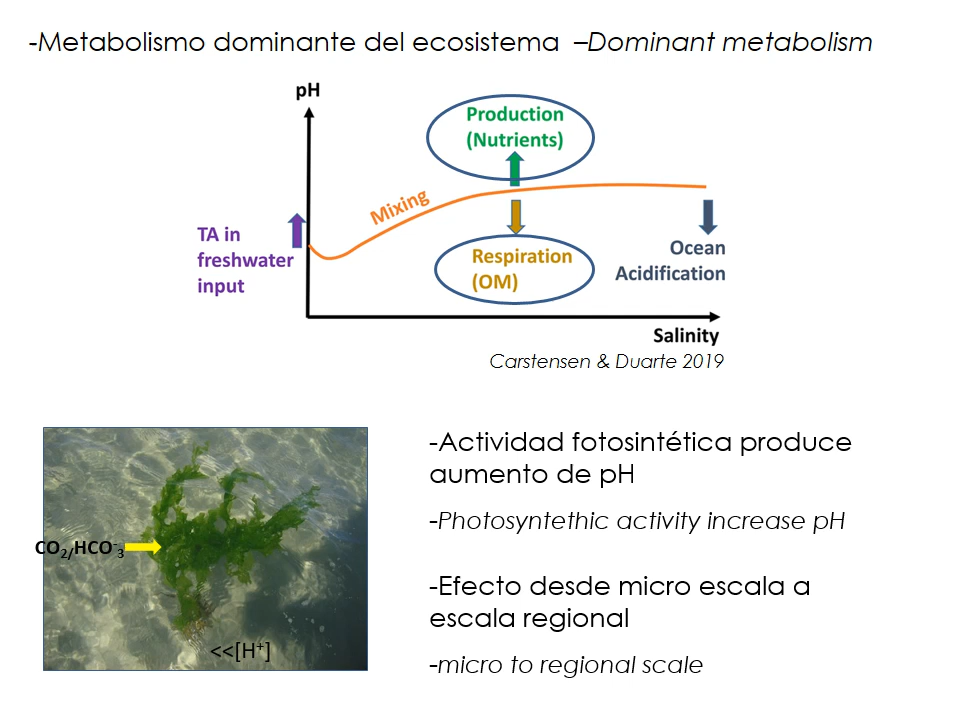 -Metabolismo dominante del ecosistema –Dominant metabolism
pH
Production
(Nutrients)
Mixing
TA in
freshwater
input
Respiration
(OM)
Ocean
Acidification
Salinity
Carstensen & Duarte 2019
-Actividad fotosintética produce
aumento de pH
-Photosyntethic activity increase pH
CO₂/HCO⁻₃
-Efecto desde micro escala a
escala regional
<<[H⁺]
-micro to regional scale